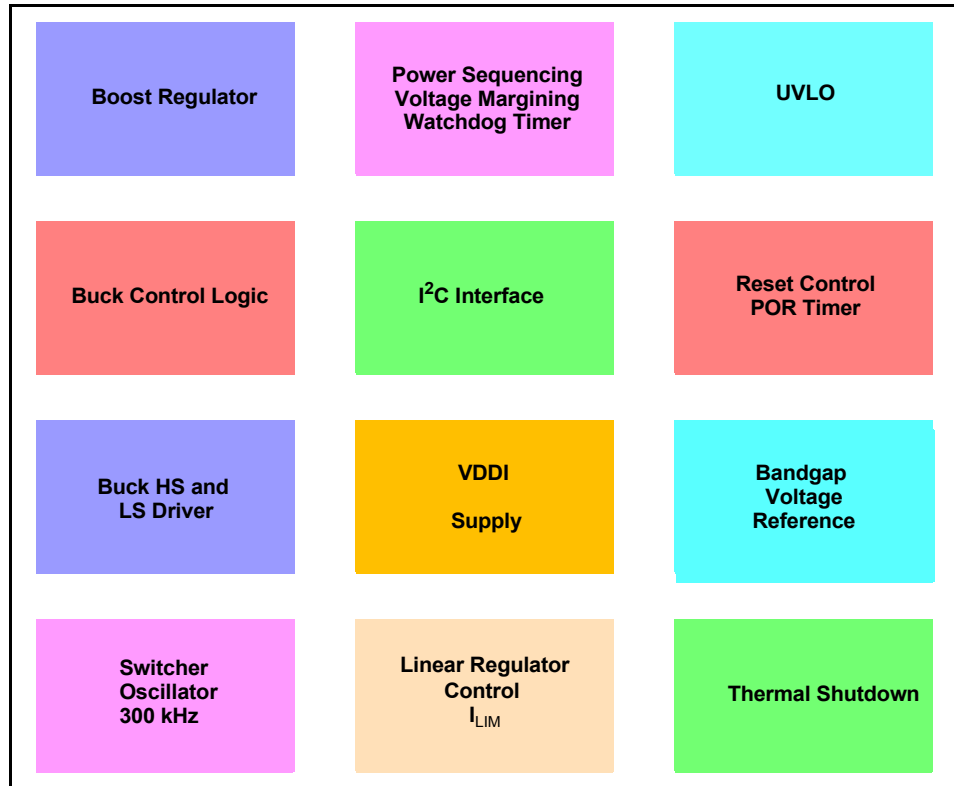 Boost Regulator
Power Sequencing
Voltage Margining
Watchdog Timer
UVLO
Buck Control Logic
I²C Interface
Reset Control
POR Timer
Buck HS and
LS Driver
VDDI
Supply
Bandgap
Voltage
Reference
Switcher
Oscillator
300 kHz
Linear Regulator
Control
I_LIM
Thermal Shutdown